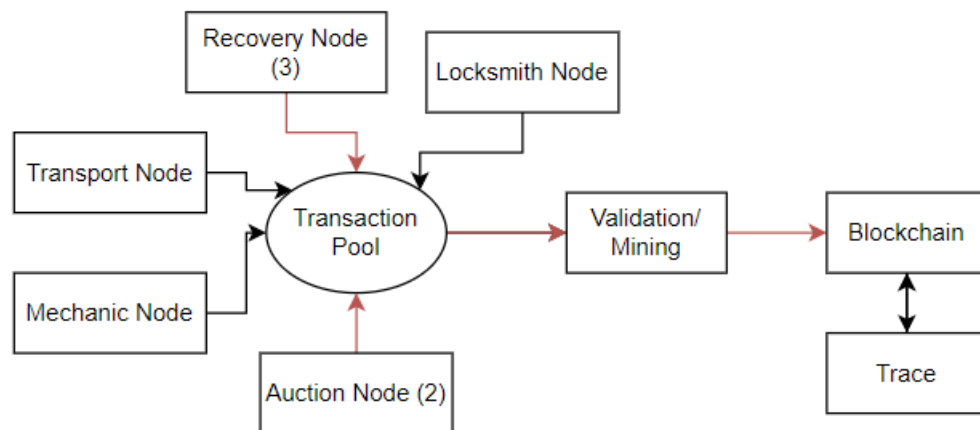 Recovery Node
(3)
Locksmith Node
Transport Node
Transaction
Pool
Validation/
Mining
Blockchain
Mechanic Node
Auction Node (2)
Trace